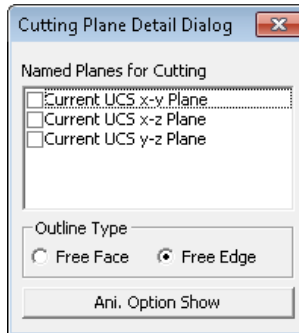 Cutting Plane Detail Dialog
Named Planes for Cutting
Current UCS x-y Plane
Current UCS x-z Plane
Current UCS y-z Plane
Outline Type
Free Face Free Edge
Ani. Option Show